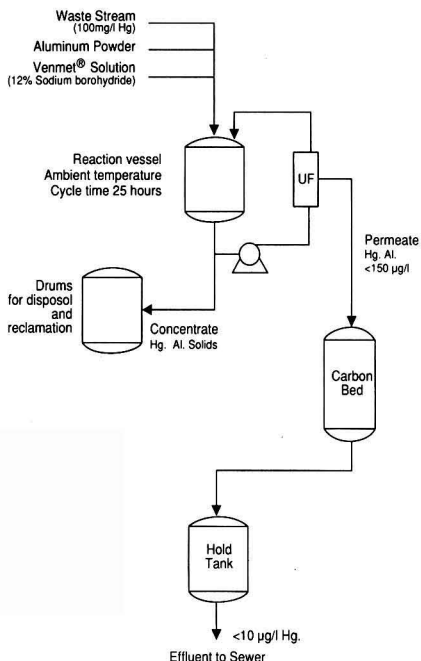 Waste Stream
(100mg/l Hg)
Aluminum Powder
Venmet® Solution
(12% Sodium borohydride)
Reaction vessel
Ambient temperature
Cycle time 25 hours
UF
Permeate
Hg. Al.
<150 µg/l
Drums
for disposol
and
reclamation
Concentrate
Hg. Al. Solids
Carbon
Bed
Hold
Tank
<10 µg/l Hg.
Effluent to Sewer